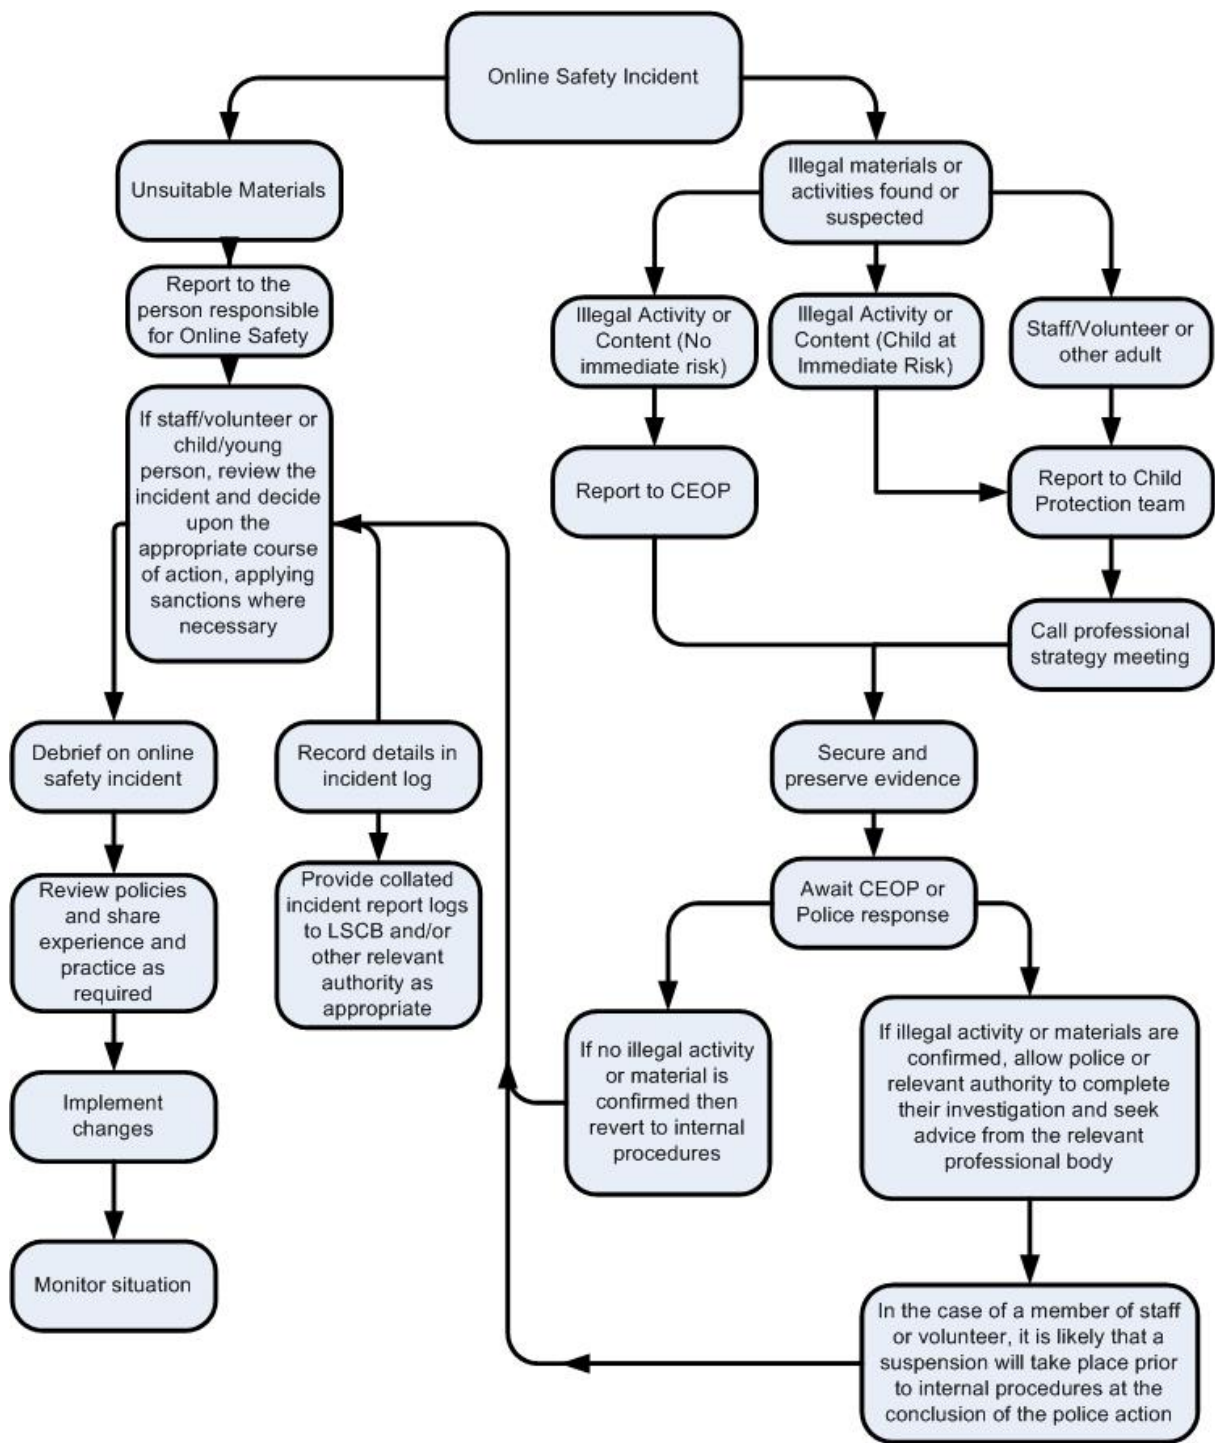 Online Safety Incident
Unsuitable Materials
Report to the
person responsible
for Online Safety
If staff/volunteer or
child/young
person, review the
incident and decide
upon the
appropriate course
of action, applying
sanctions where
necessary
Debrief on online
safety incident
Review policies
and share
experience and
practice as
required
Implement
changes
Monitor situation
Record details in
incident log
Provide collated
incident report logs
to LSCB and/or
other relevant
authority as
appropriate
Illegal materials or
activities found or
suspected
Illegal Activity or
Content (No
immediate risk)
Illegal Activity or
Content (Child at
Immediate Risk)
Staff/Volunteer or
other adult
Report to CEOP
Report to Child
Protection team
Call professional
strategy meeting
Secure and
preserve evidence
Await CEOP or
Police response
If no illegal activity
or material is
confirmed then
revert to internal
procedures
If illegal activity or materials are
confirmed, allow police or
relevant authority to complete
their investigation and seek
advice from the relevant
professional body
In the case of a member of staff
or volunteer, it is likely that a
suspension will take place prior
to internal procedures at the
conclusion of the police action